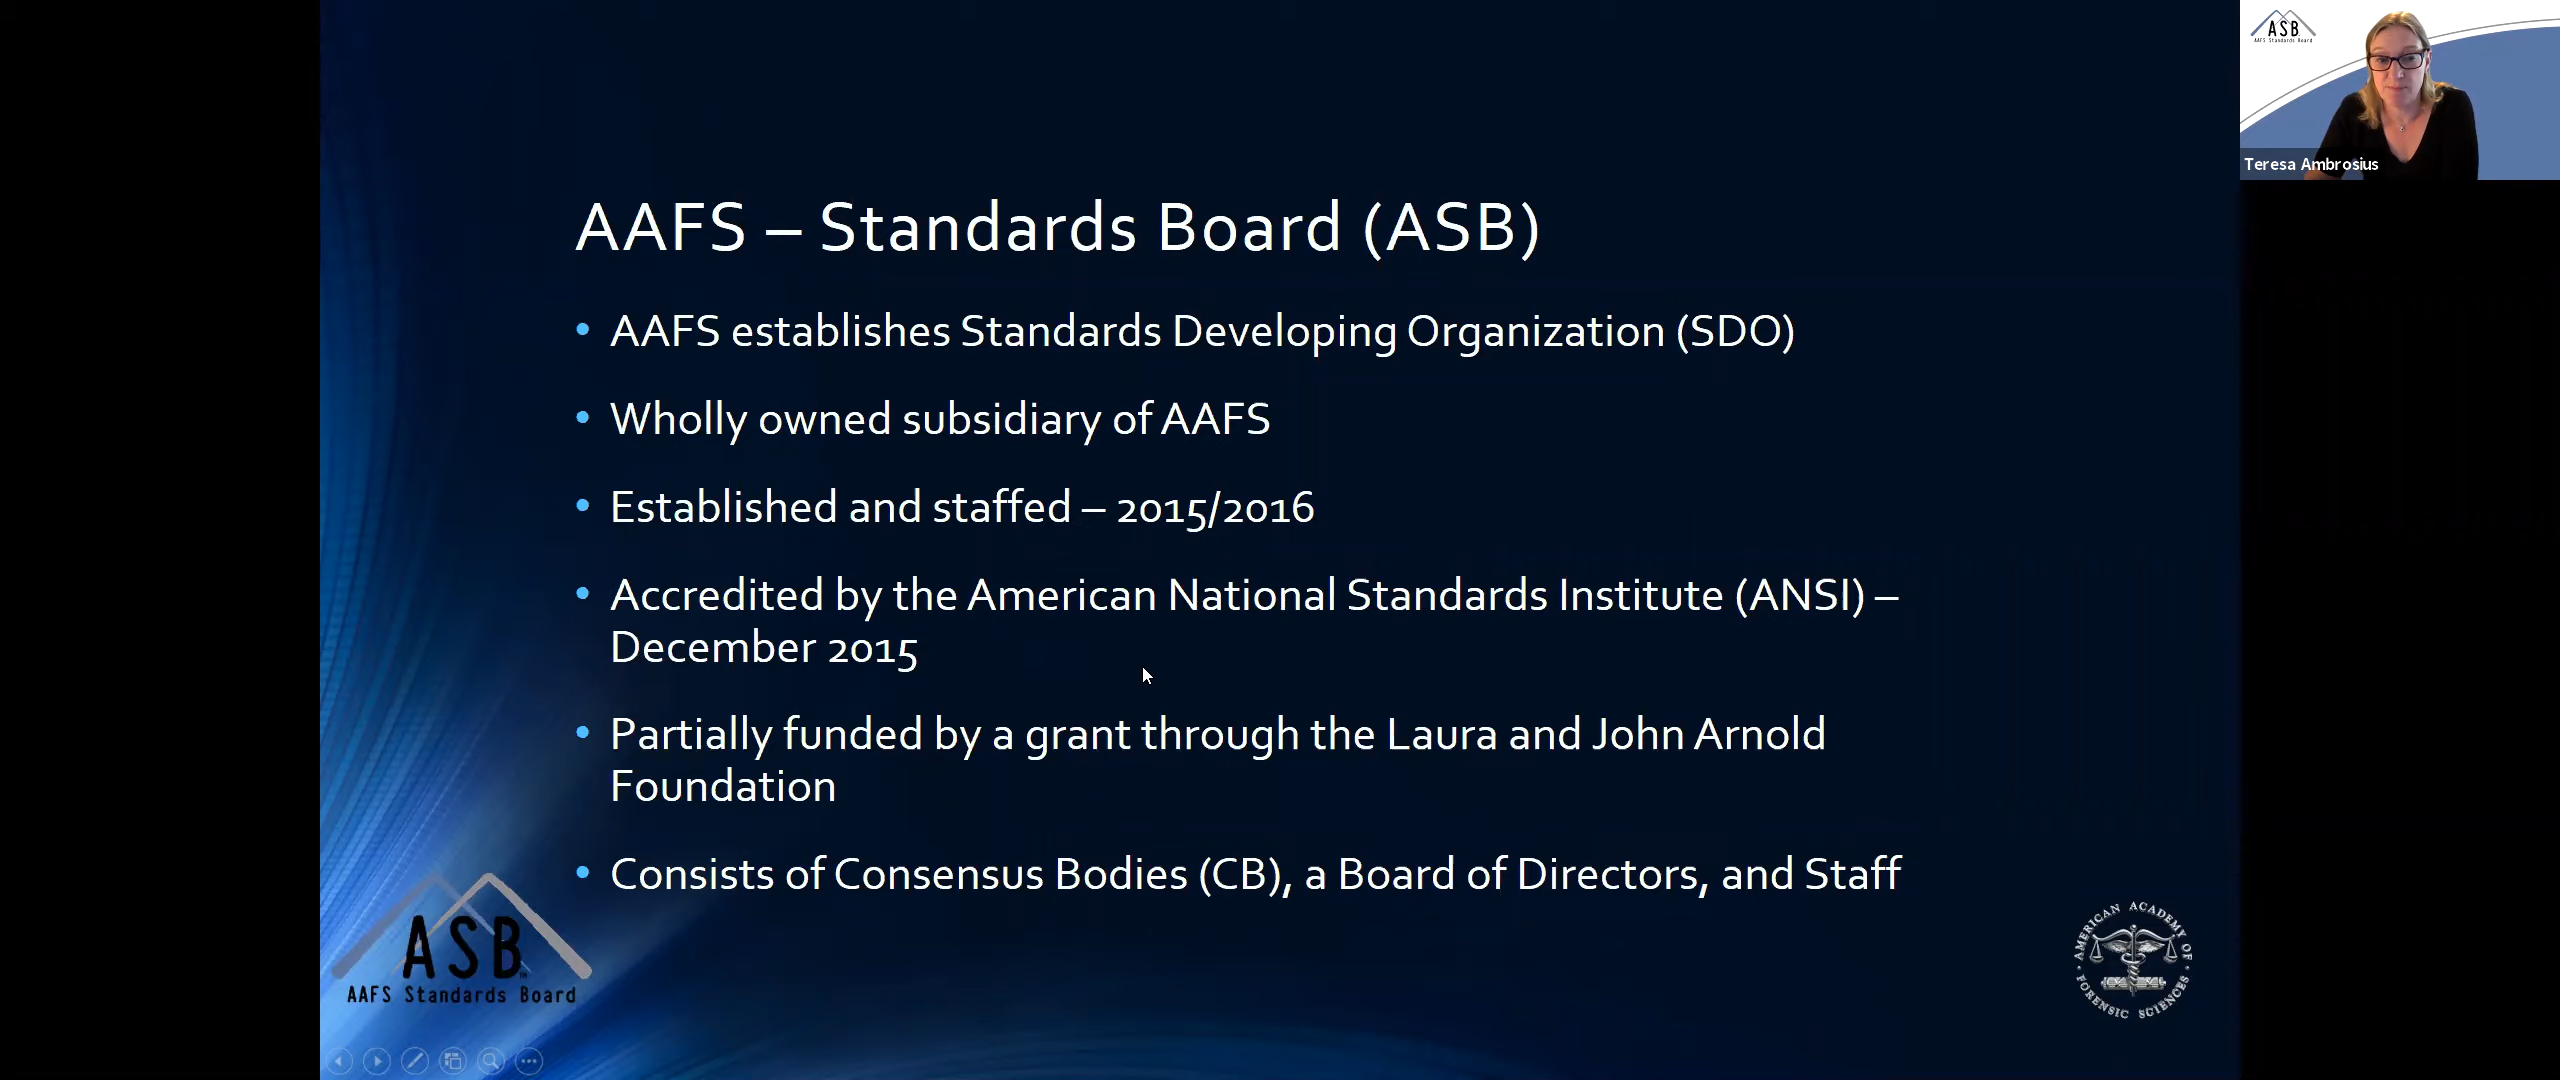 ASB
AAFS Standards Board
Teresa Ambrosius
AAFS – Standards Board (ASB)
• AAFS establishes Standards Developing Organization (SDO)
• Wholly owned subsidiary of AAFS
• Established and staffed – 2015/2016
• Accredited by the American National Standards Institute (ANSI) –
December 2015
• Partially funded by a grant through the Laura and John Arnold
Foundation
• Consists of Consensus Bodies (CB), a Board of Directors, and Staff
ASB™
AAFS Standards Board
AMERICAN ACADEMY OF
FORENSIC SCIENCES